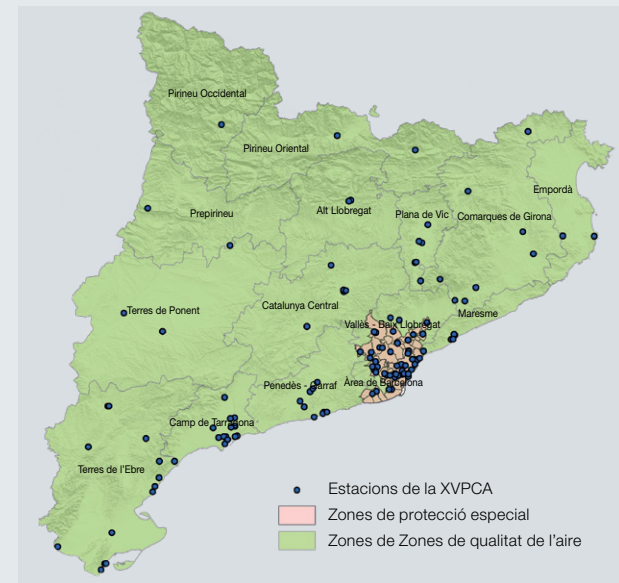 Pirineu Occidental
Pirineu Oriental
Empordà
Prepirineu
Alt Llobregat
Plana de Vic
Comarques de Girona
Terres de Ponent
Catalunya Central
Maresme
Vallès - Baix Llobregat
Penedès - Garraf
Àrea de Barcelona
Camp de Tarragona
Terres de l'Ebre
Estacions de la XVPCA
Zones de protecció especial
Zones de Zones de qualitat de l'aire